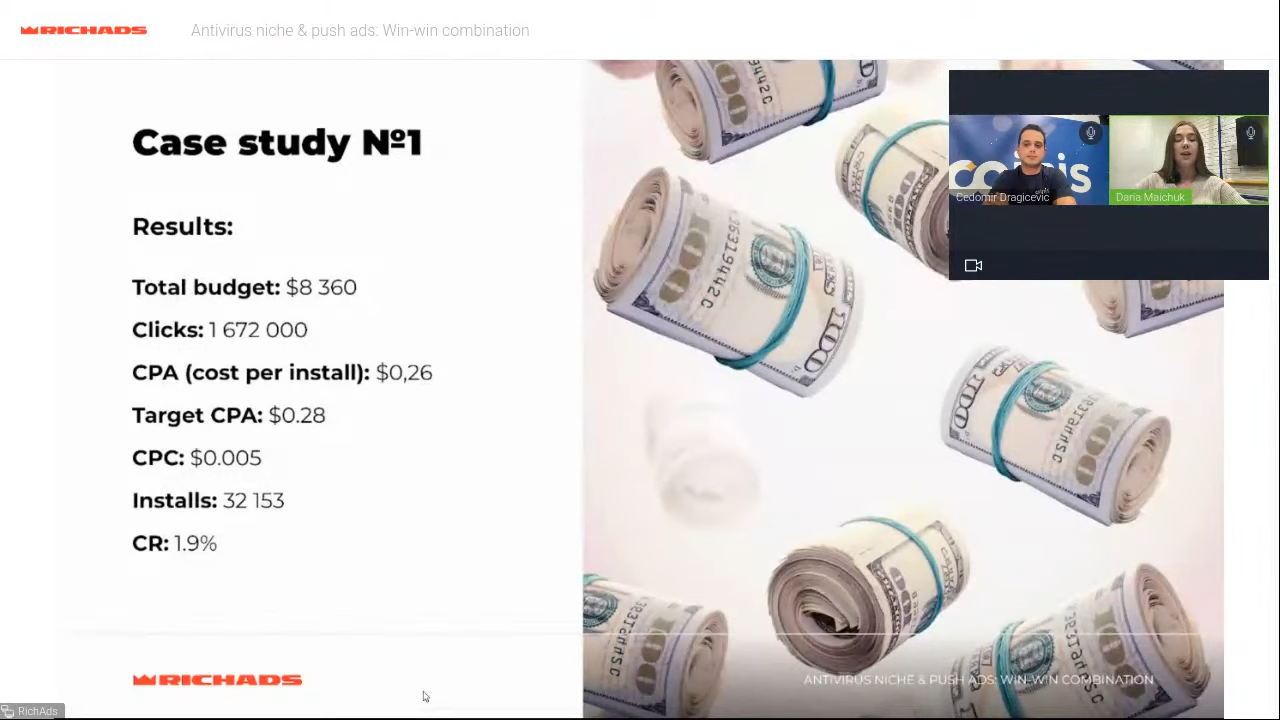 RICHADS
Antivirus niche & push ads: Win-win combination
Case study №1
Results:
Total budget: $8 360
Clicks: 1 672 000
CPA (cost per install): $0,26
Target CPA: $0.28
CPC: $0.005
Installs: 32 153
CR: 1.9%
RICHADS
ANTIVIRUS NICHE & PUSH ADS: WIN-WIN COMBINATION
Cedomir Dragicevic
Daria Maichuk
RichAds